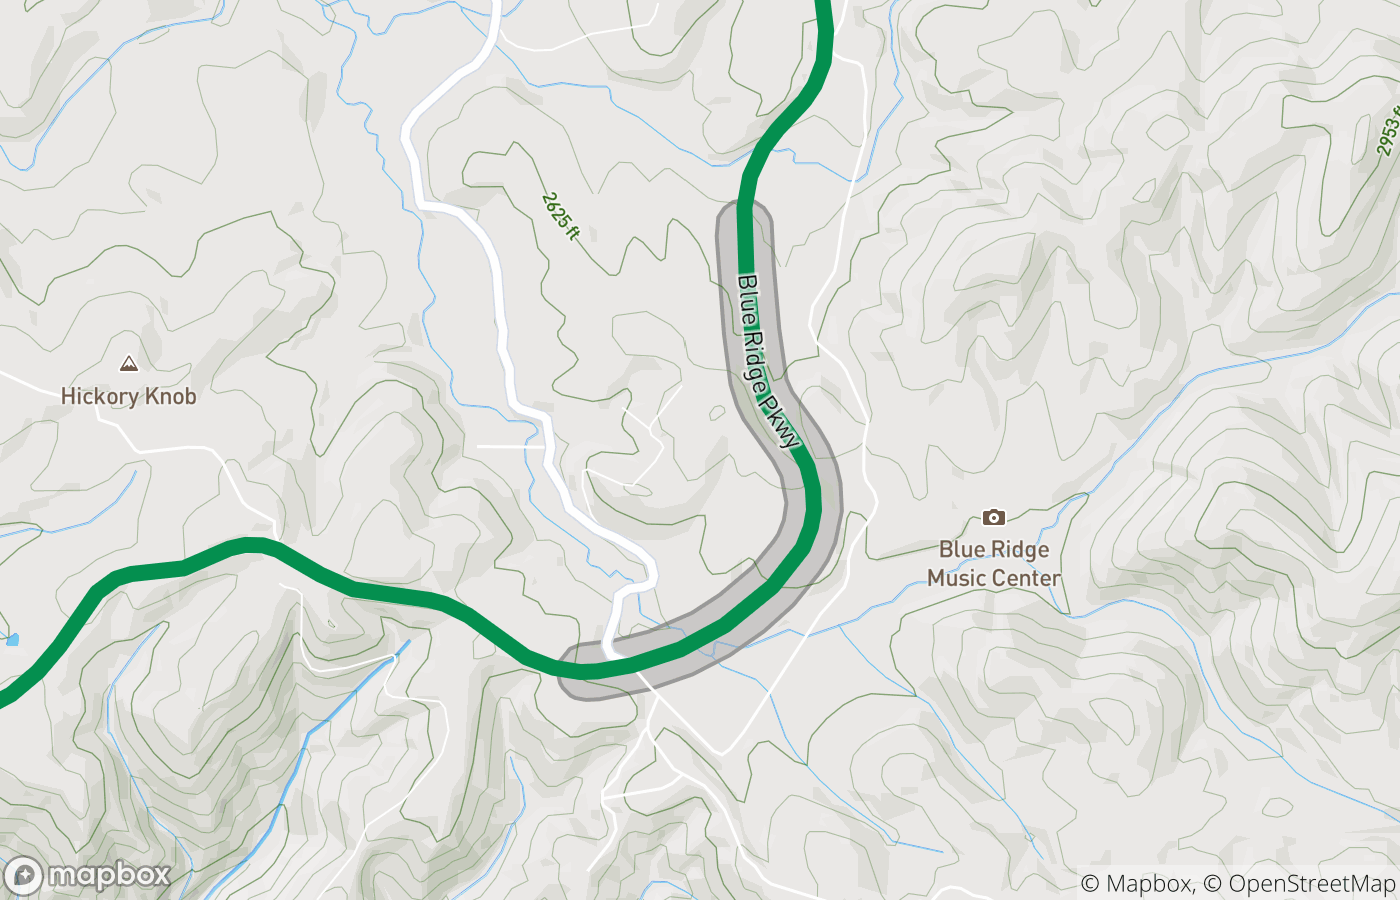 2953 ft
2625 ft
Blue Ridge Pkwy
Hickory Knob
Blue Ridge
Music Center
mapbox
© Mapbox, © OpenStreetMap